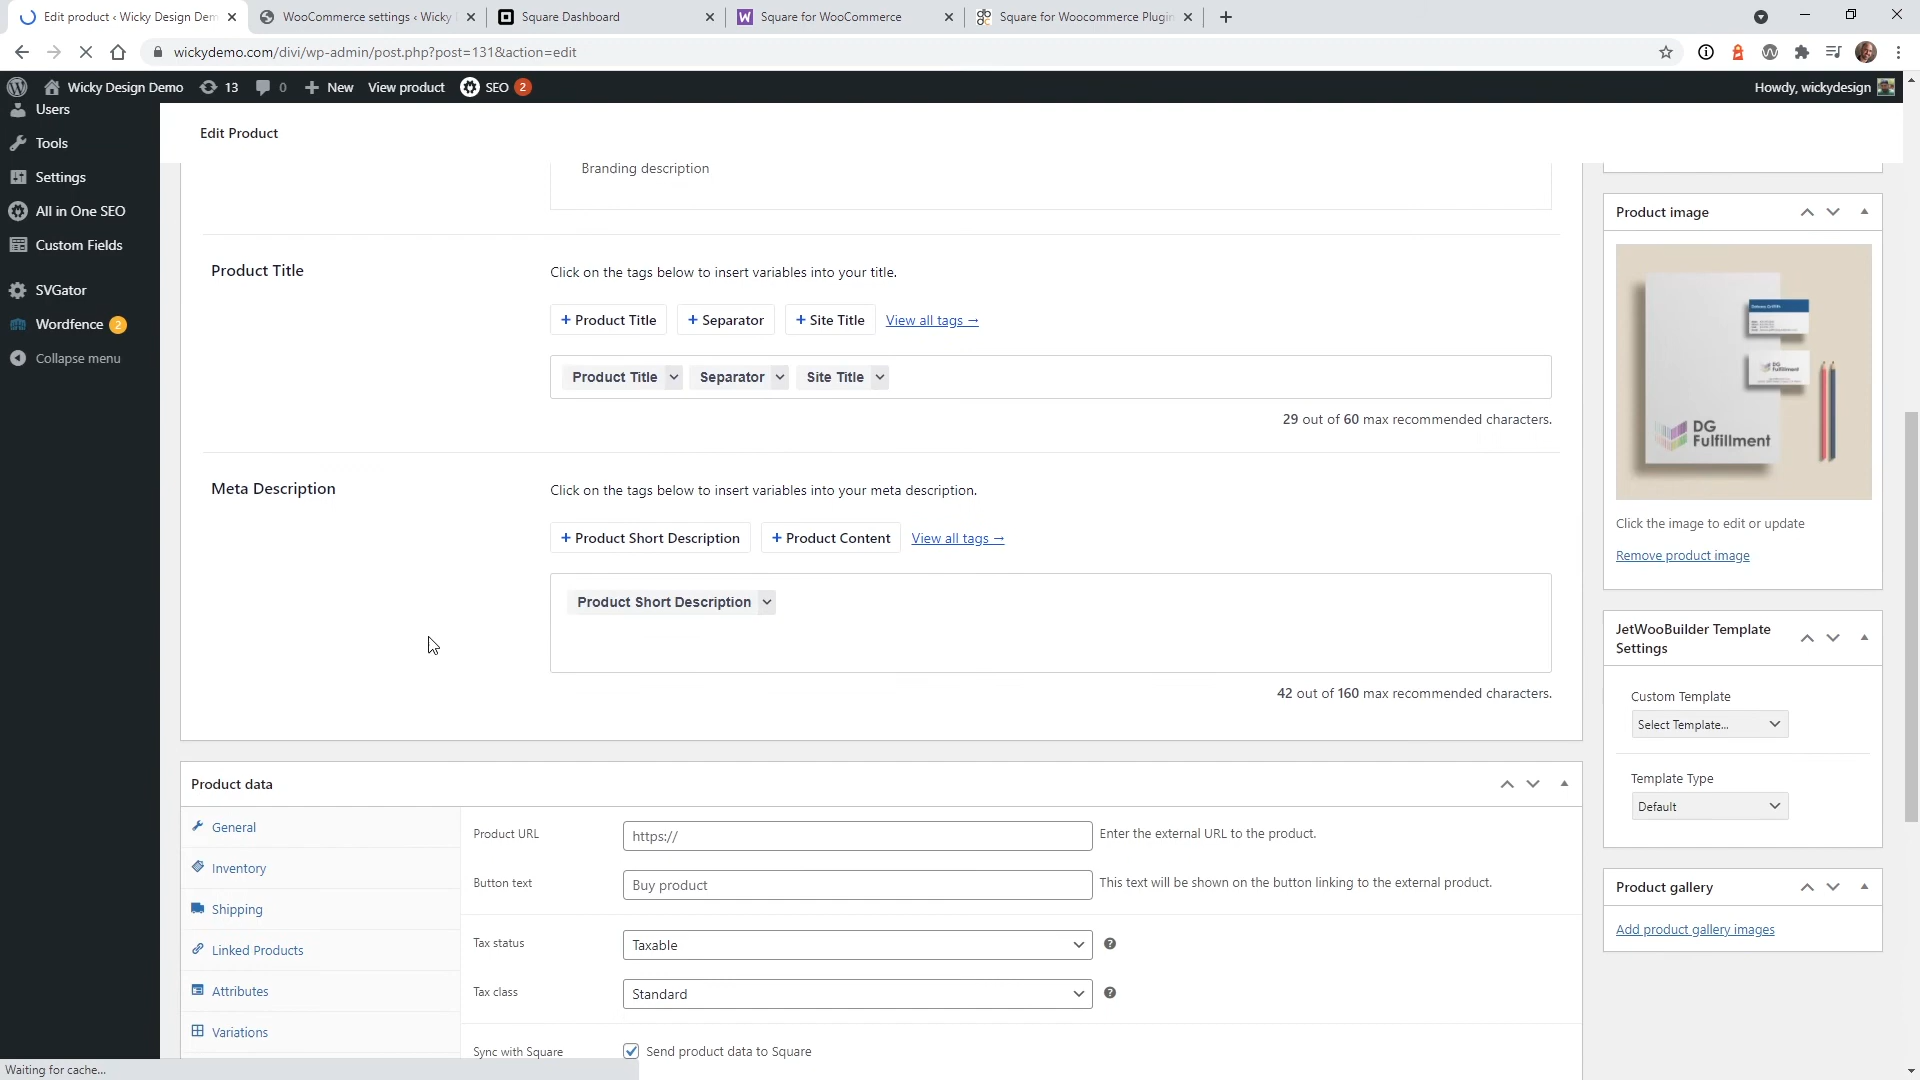 Edit product ‹ Wicky Design Dem
WooCommerce settings ‹ Wicky
Square Dashboard
Square for WooCommerce
Square for Woocommerce Plugin
wickydemo.com/divi/wp-admin/post.php?post=131&action=edit
Wicky Design Demo
13
0
New
View product
SEO
2
Howdy, wickydesign
Users
Tools
Settings
All in One SEO
Custom Fields
SVGator
Wordfence 2
Collapse menu
Edit Product
Branding description
Product Title
Click on the tags below to insert variables into your title.
+ Product Title
+ Separator
+ Site Title
View all tags →
Product Title
Separator
Site Title
29 out of 60 max recommended characters.
Meta Description
Click on the tags below to insert variables into your meta description.
+ Product Short Description
+ Product Content
View all tags →
Product Short Description
42 out of 160 max recommended characters.
Product data
General
Inventory
Shipping
Linked Products
Attributes
Variations
Product URL
https://
Enter the external URL to the product.
Button text
Buy product
This text will be shown on the button linking to the external product.
Tax status
Taxable
Tax class
Standard
Sync with Square
Send product data to Square
Product image
DG
Fulfillment
DG
Fulfillment
Click the image to edit or update
Remove product image
JetWooBuilder Template
Settings
Custom Template
Select Template...
Template Type
Default
Product gallery
Add product gallery images
Waiting for cache...